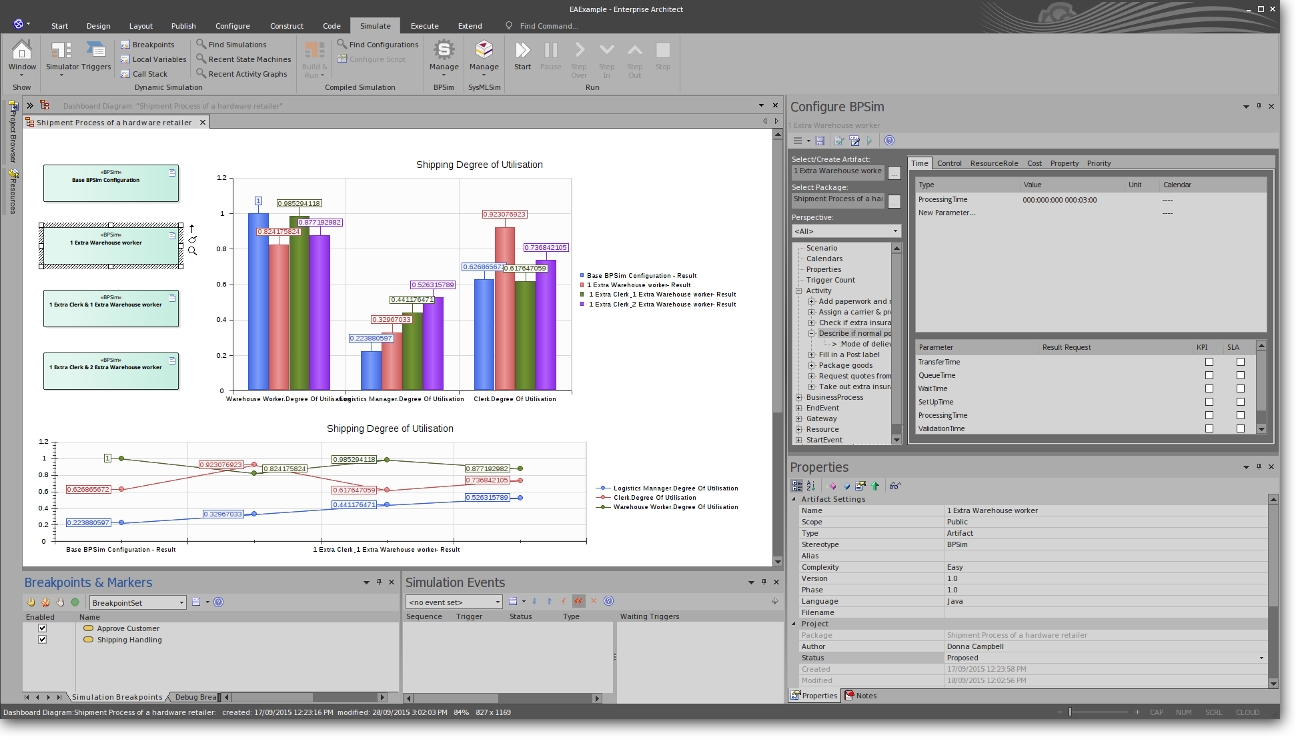 EAExample - Enterprise Architect
Start Design Layout Publish Configure Construct Code Simulate Execute Extend Find Command...
Window Simulator Triggers Breakpoints Local Variables Call Stack Find Simulations Recent State Machines Recent Activity Graphs Build & Run Find Configurations Configure Script Manage Manage Start Pause Step Over Step In Step Out Stop
Show Dynamic Simulation Compiled Simulation BPSim SysMLSim Run
Project Browser
Resources
Dashboard Diagram: "Shipment Process of a hardware retailer"
Shipment Process of a hardware retailer
«BPSim»
Base BPSim Configuration
«BPSim»
1 Extra Warehouse worker
«BPSim»
1 Extra Clerk & 1 Extra Warehouse worker
«BPSim»
1 Extra Clerk & 2 Extra Warehouse worker
Shipping Degree of Utilisation
1.2
1
0.8
0.6
0.4
0.2
0
1 0.824175824 0.985294118 0.877192982
0.223880597 0.32967033 0.441176471 0.526315789
0.626865672 0.923076923 0.617647059 0.736842105
Warehouse Worker.Degree Of Utilisation Logistics Manager.Degree Of Utilisation Clerk.Degree Of Utilisation
Base BPSim Configuration - Result
1 Extra Warehouse worker- Result
1 Extra Clerk_1 Extra Warehouse worker- Result
1 Extra Clerk_2 Extra Warehouse worker- Result
Shipping Degree of Utilisation
1.2
1
0.8
0.6
0.4
0.2
0
1 0.824175824 0.985294118 0.877192982
0.626865672 0.923076923 0.617647059 0.736842105
0.223880597 0.32967033 0.441176471 0.526315789
Base BPSim Configuration - Result 1 Extra Clerk_1 Extra Warehouse worker- Result
Logistics Manager.Degree Of Utilisation
Clerk.Degree Of Utilisation
Warehouse Worker.Degree Of Utilisation
Configure BPSim
1 Extra Warehouse worker
Select/Create Artifact:
1 Extra Warehouse worke ...
Select Package:
Shipment Process of a ha
Perspective:
<All>
Scenario
Calendars
Properties
Trigger Count
Activity
Add paperwork and r
Assign a carrier & pr
Check if extra insura
Describe if normal po
--> Mode of deliev
Fill in a Post label
Package goods
Request quotes from
Take out extra insur
BusinessProcess
EndEvent
Gateway
Resource
StartEvent
Time Control ResourceRole Cost Property Priority
Type Value Unit Calendar
ProcessingTime 000:000:000 000:03:00 ----
New Parameter... ----
Parameter Result Request KPI SLA
TransferTime
QueueTime
WaitTime
SetUpTime
ProcessingTime
ValidationTime
Properties
Artifact Settings
Name 1 Extra Warehouse worker
Scope Public
Type Artifact
Stereotype BPSim
Alias
Complexity Easy
Version 1.0
Phase 1.0
Language Java
Filename
Project
Package Shipment Process of a hardware retailer
Author Donna Campbell
Status Proposed
Created 17/09/2015 12:23:58 PM
Modified 18/09/2015 12:02:56 PM
Properties Notes
Breakpoints & Markers
BreakpointSet
Enabled Name
Approve Customer
Shipping Handling
Simulation Breakpoints Debug Brea
Simulation Events
<no event set>
Sequence Trigger Status Type Waiting Triggers
Dashboard Diagram:Shipment Process of a hardware retailer: created: 17/09/2015 12:23:16 PM modified: 28/09/2015 3:02:03 PM 84% 827 x 1169 CAP NUM SCRL CLOUD